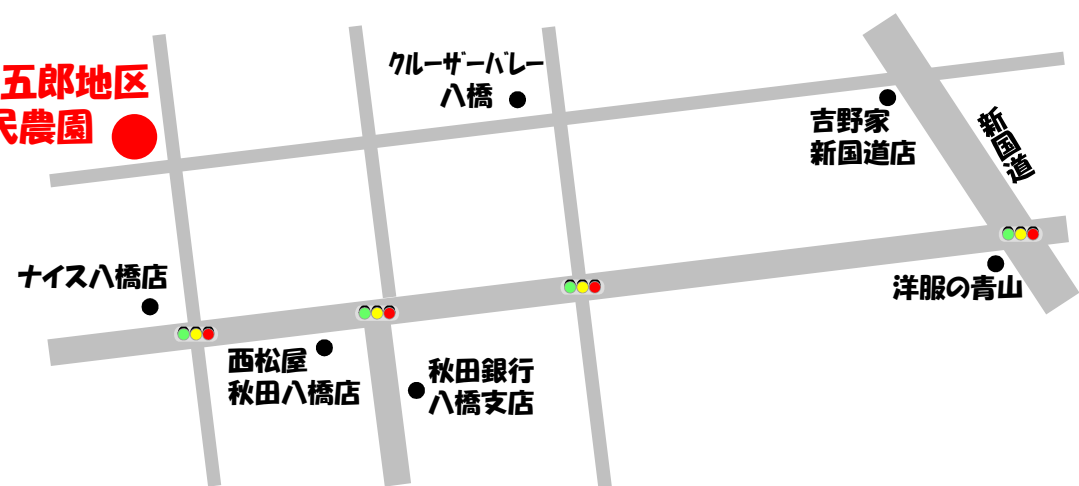 五郎地区
民農園
クルーザーバレー
八橋
吉野家
新国道店
新国道
ナイス八橋店
洋服の青山
西松屋
秋田八橋店
秋田銀行
八橋支店